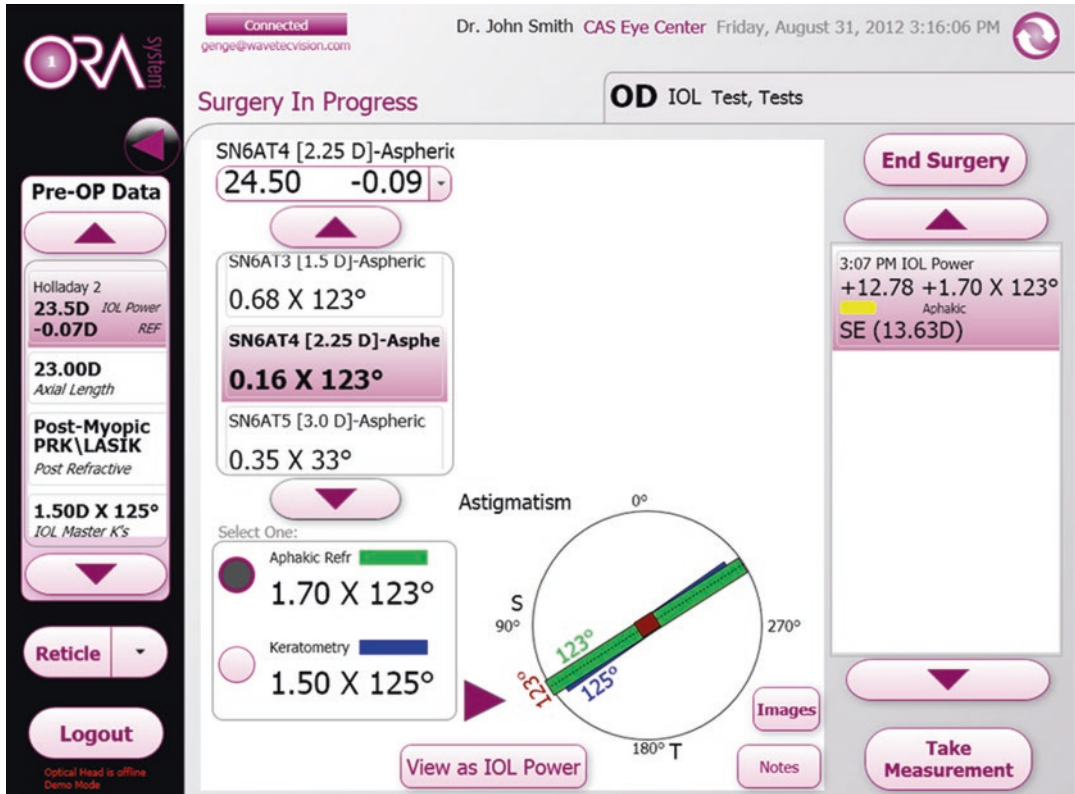 1
ORA
system
Connected
genge@wavetecvision.com
Dr. John Smith CAS Eye Center Friday, August 31, 2012 3:16:06 PM
Surgery In Progress
OD IOL Test, Tests
Pre-OP Data
Holladay 2
23.5D IOL Power
-0.07D REF
23.00D
Axial Length
Post-Myopic
PRK\LASIK
Post Refractive
1.50D X 125°
IOL Master K's
Reticle
Logout
Optical Head is offline
Demo Mode
SN6AT4 [2.25 D]-Aspheric
24.50 -0.09
SN6AT3 [1.5 D]-Aspheric
0.68 X 123°
SN6AT4 [2.25 D]-Asphe
0.16 X 123°
SN6AT5 [3.0 D]-Aspheric
0.35 X 33°
Select One:
Aphakic Refr
1.70 X 123°
Keratometry
1.50 X 125°
Astigmatism
0°
S
90°
270°
123°
123°
125°
180° T
View as IOL Power
Images
Notes
End Surgery
3:07 PM IOL Power
+12.78 +1.70 X 123°
Aphakic
SE (13.63D)
Take
Measurement